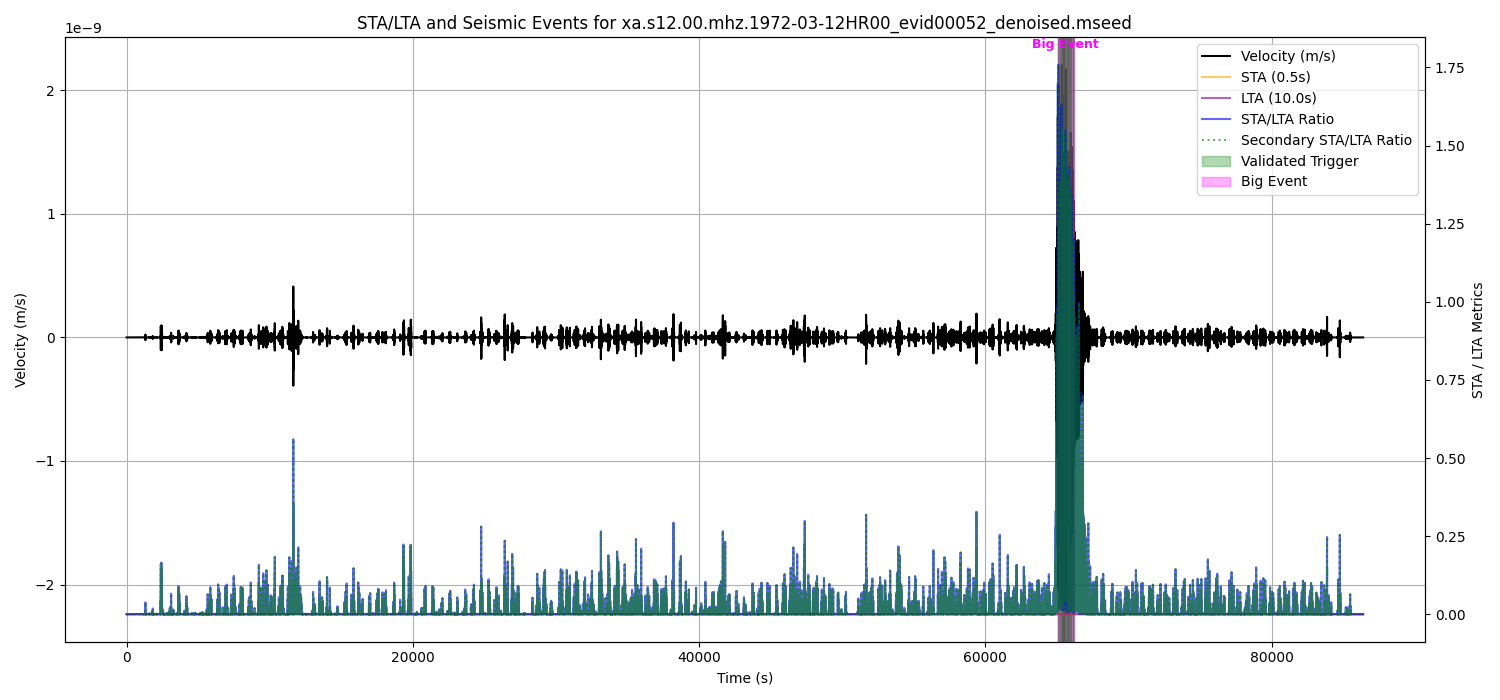 STA/LTA and Seismic Events for xa.s12.00.mhz.1972-03-12HR00_evid00052_denoised.mseed
1e−9
Big Event
Velocity (m/s)
STA (0.5s)
LTA (10.0s)
STA/LTA Ratio
Secondary STA/LTA Ratio
Validated Trigger
Big Event
2
1
0
−1
−2
Velocity (m/s)
1.75
1.50
1.25
1.00
0.75
0.50
0.25
0.00
STA / LTA Metrics
0
20000
40000
60000
80000
Time (s)